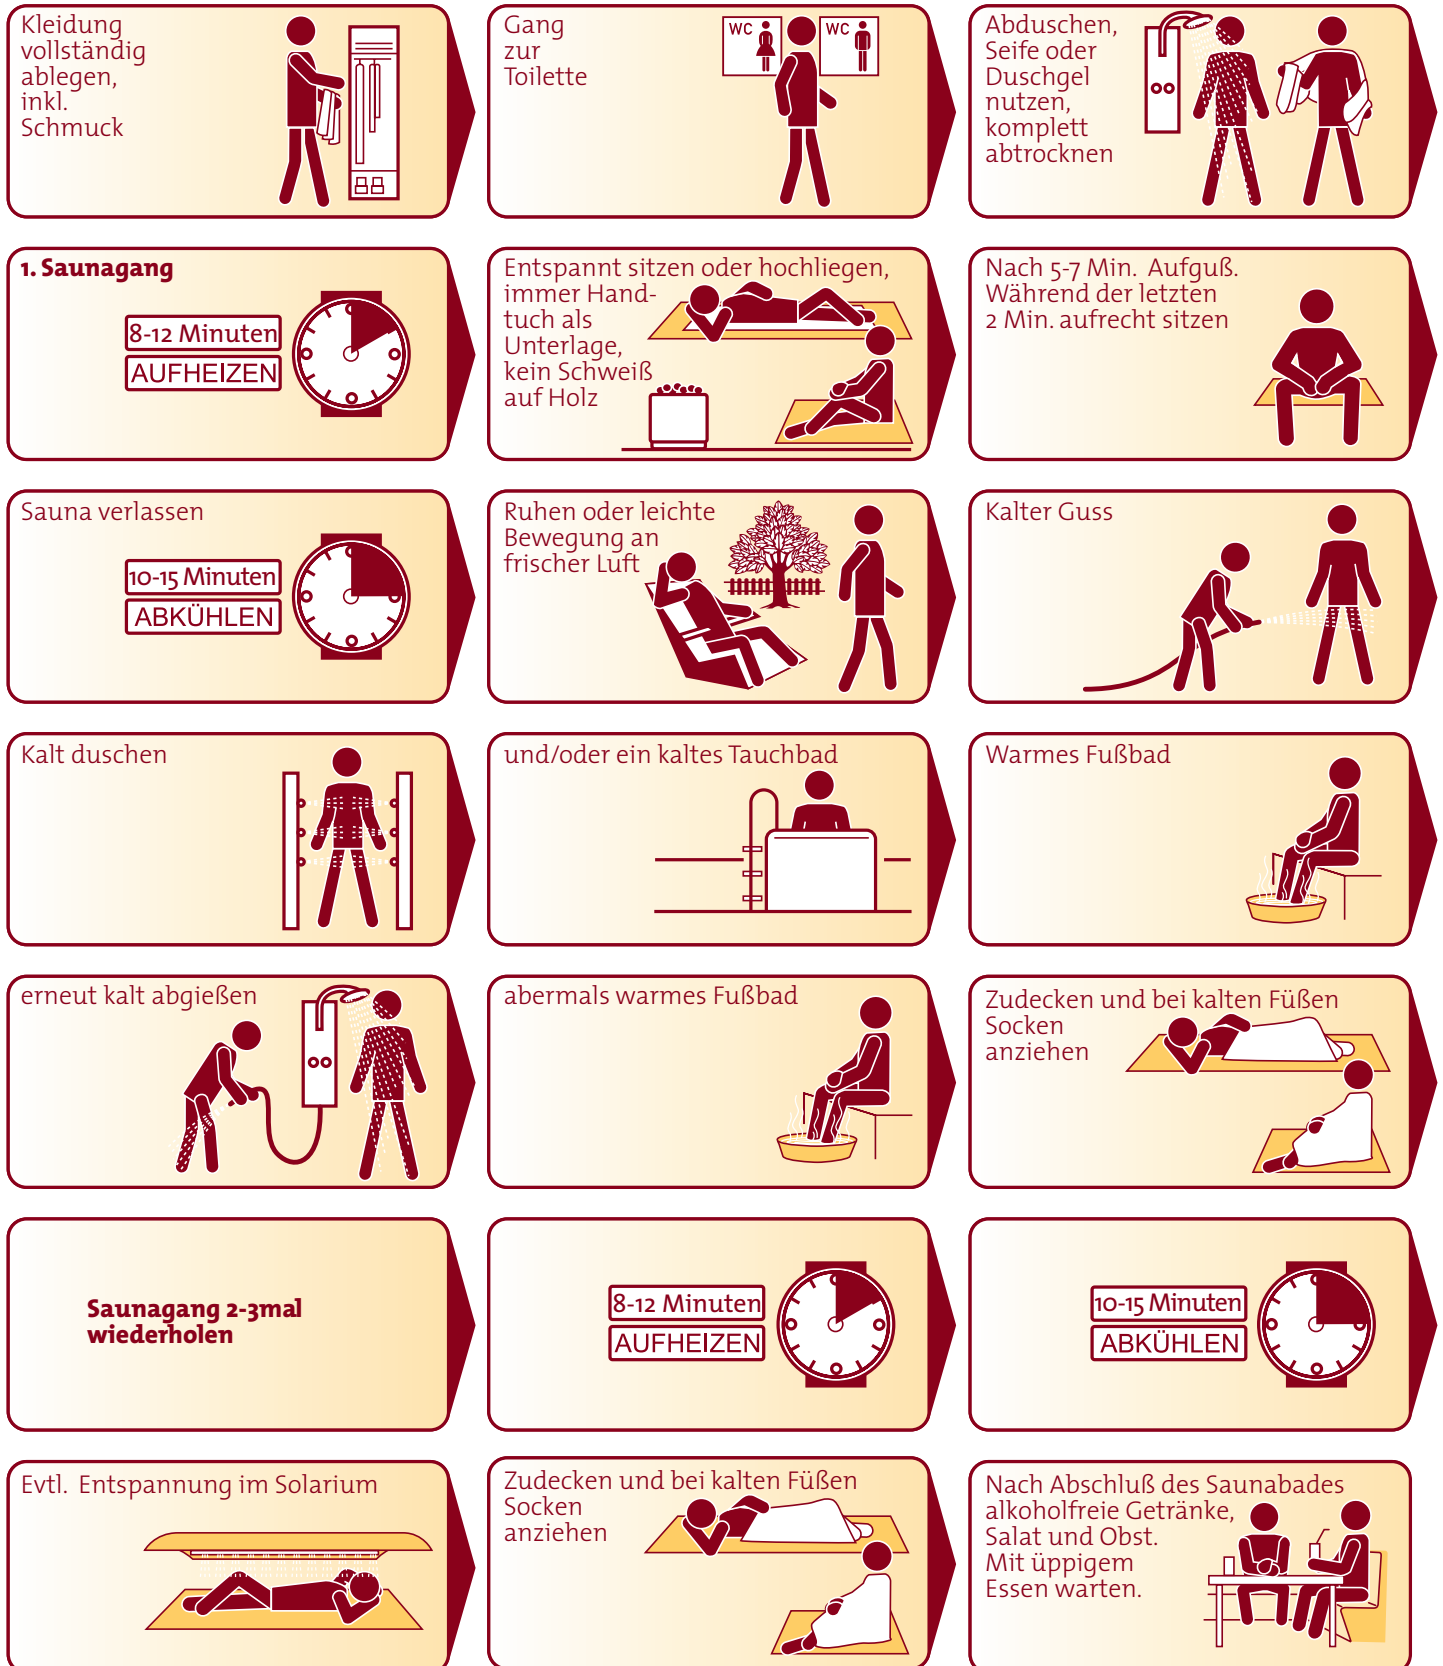 Kleidung
vollständig
ablegen,
inkl.
Schmuck
Gang
zur
Toilette
WC
WC
Abduschen,
Seife oder
Duschgel
nutzen,
komplett
abtrocknen
1. Saunagang
8-12 Minuten
AUFHEIZEN
Entspannt sitzen oder hochliegen,
immer Hand-
tuch als
Unterlage,
kein Schweiß
auf Holz
Nach 5-7 Min. Aufguß.
Während der letzten
2 Min. aufrecht sitzen
Sauna verlassen
10-15 Minuten
ABKÜHLEN
Ruhen oder leichte
Bewegung an
frischer Luft
Kalter Guss
Kalt duschen
und/oder ein kaltes Tauchbad
Warmes Fußbad
erneut kalt abgießen
abermals warmes Fußbad
Zudecken und bei kalten Füßen
Socken
anziehen
Saunagang 2-3mal
wiederholen
8-12 Minuten
AUFHEIZEN
10-15 Minuten
ABKÜHLEN
Evtl. Entspannung im Solarium
Zudecken und bei kalten Füßen
Socken
anziehen
Nach Abschluß des Saunabades
alkoholfreie Getränke,
Salat und Obst.
Mit üppigem
Essen warten.